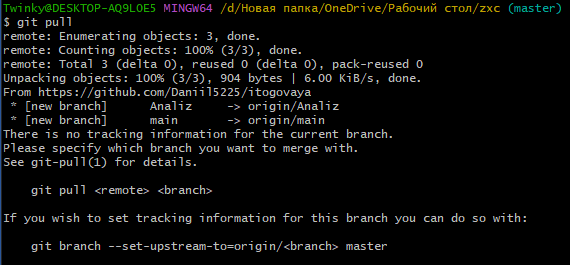 Twinky@DESKTOP-AQ9LOE5 MINGW64 /d/Новая папка/OneDrive/Рабочий стол/zxc (master)
$ git pull
remote: Enumerating objects: 3, done.
remote: Counting objects: 100% (3/3), done.
remote: Total 3 (delta 0), reused 0 (delta 0), pack-reused 0
Unpacking objects: 100% (3/3), 904 bytes | 6.00 KiB/s, done.
From https://github.com/Daniil5225/itogovaya
 * [new branch]      Analiz     -> origin/Analiz
 * [new branch]      main       -> origin/main
There is no tracking information for the current branch.
Please specify which branch you want to merge with.
See git-pull(1) for details.

    git pull <remote> <branch>

If you wish to set tracking information for this branch you can do so with:

    git branch --set-upstream-to=origin/<branch> master